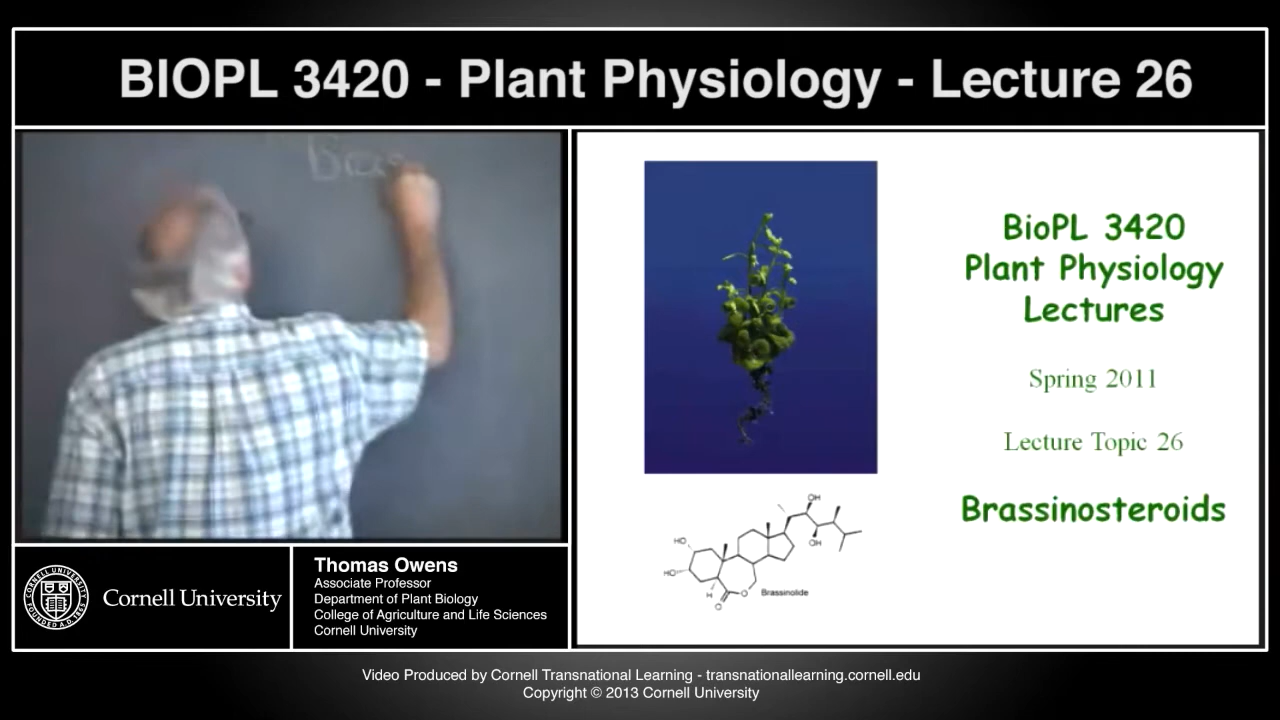 BIOPL 3420 - Plant Physiology - Lecture 26
Bras
BioPL 3420
Plant Physiology
Lectures
Spring 2011
Lecture Topic 26
Brassinosteroids
OH
HO
OH
HO
H
O
O
Brassinolide
Cornell University
Thomas Owens
Associate Professor
Department of Plant Biology
College of Agriculture and Life Sciences
Cornell University
Video Produced by Cornell Transnational Learning - transnationallearning.cornell.edu
Copyright © 2013 Cornell University